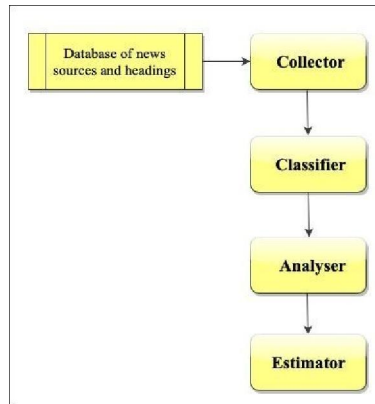 Database of news
sources and headings
Collector
Classifier
Analyser
Estimator